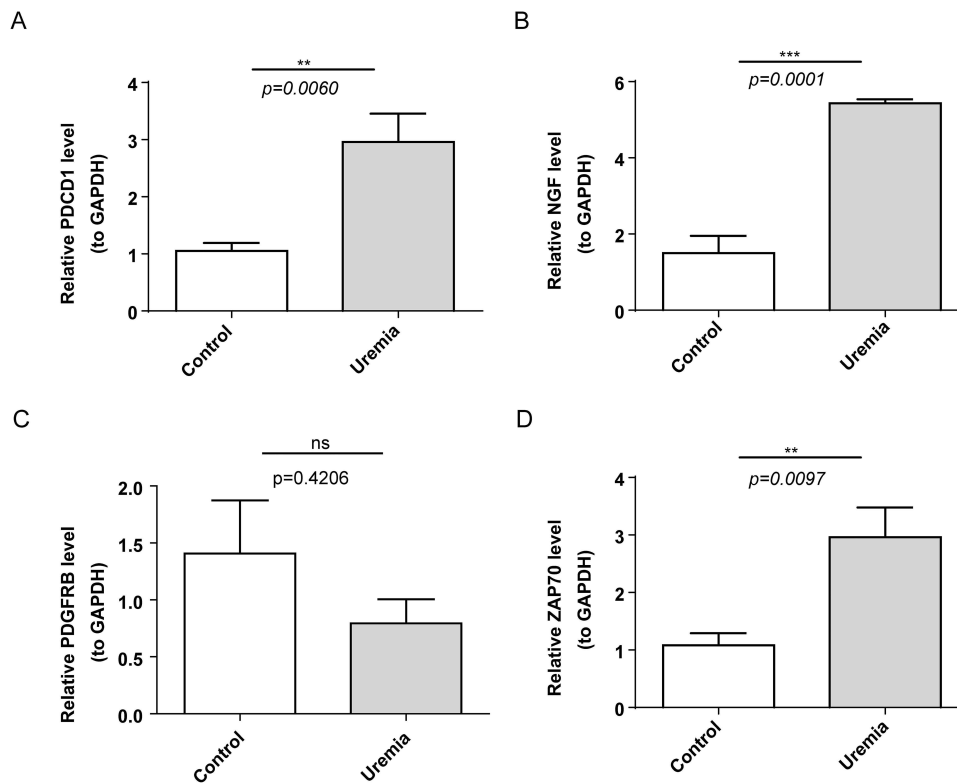 A
**
p=0.0060
Relative PDCD1 level
(to GAPDH)
4
3
2
1
0
Control
Uremia
B
***
p=0.0001
Relative NGF level
(to GAPDH)
6
4
2
0
Control
Uremia
C
ns
p=0.4206
Relative PDGFRB level
(to GAPDH)
2.0
1.5
1.0
0.5
0.0
Control
Uremia
D
**
p=0.0097
Relative ZAP70 level
(to GAPDH)
4
3
2
1
0
Control
Uremia